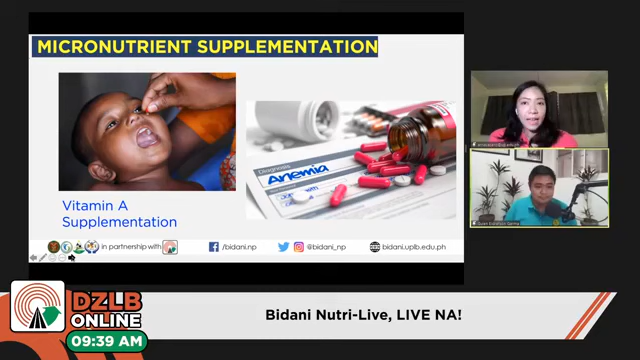 MICRONUTRIENT SUPPLEMENTATION
Diagnosis
Anemia
Vitamin A
Supplementation
in partnership with
/bidani.np
@bidani_np
bidani.uplb.edu.ph
DZLB
ONLINE
09:39 AM
Bidani Nutri-Live, LIVE NA!